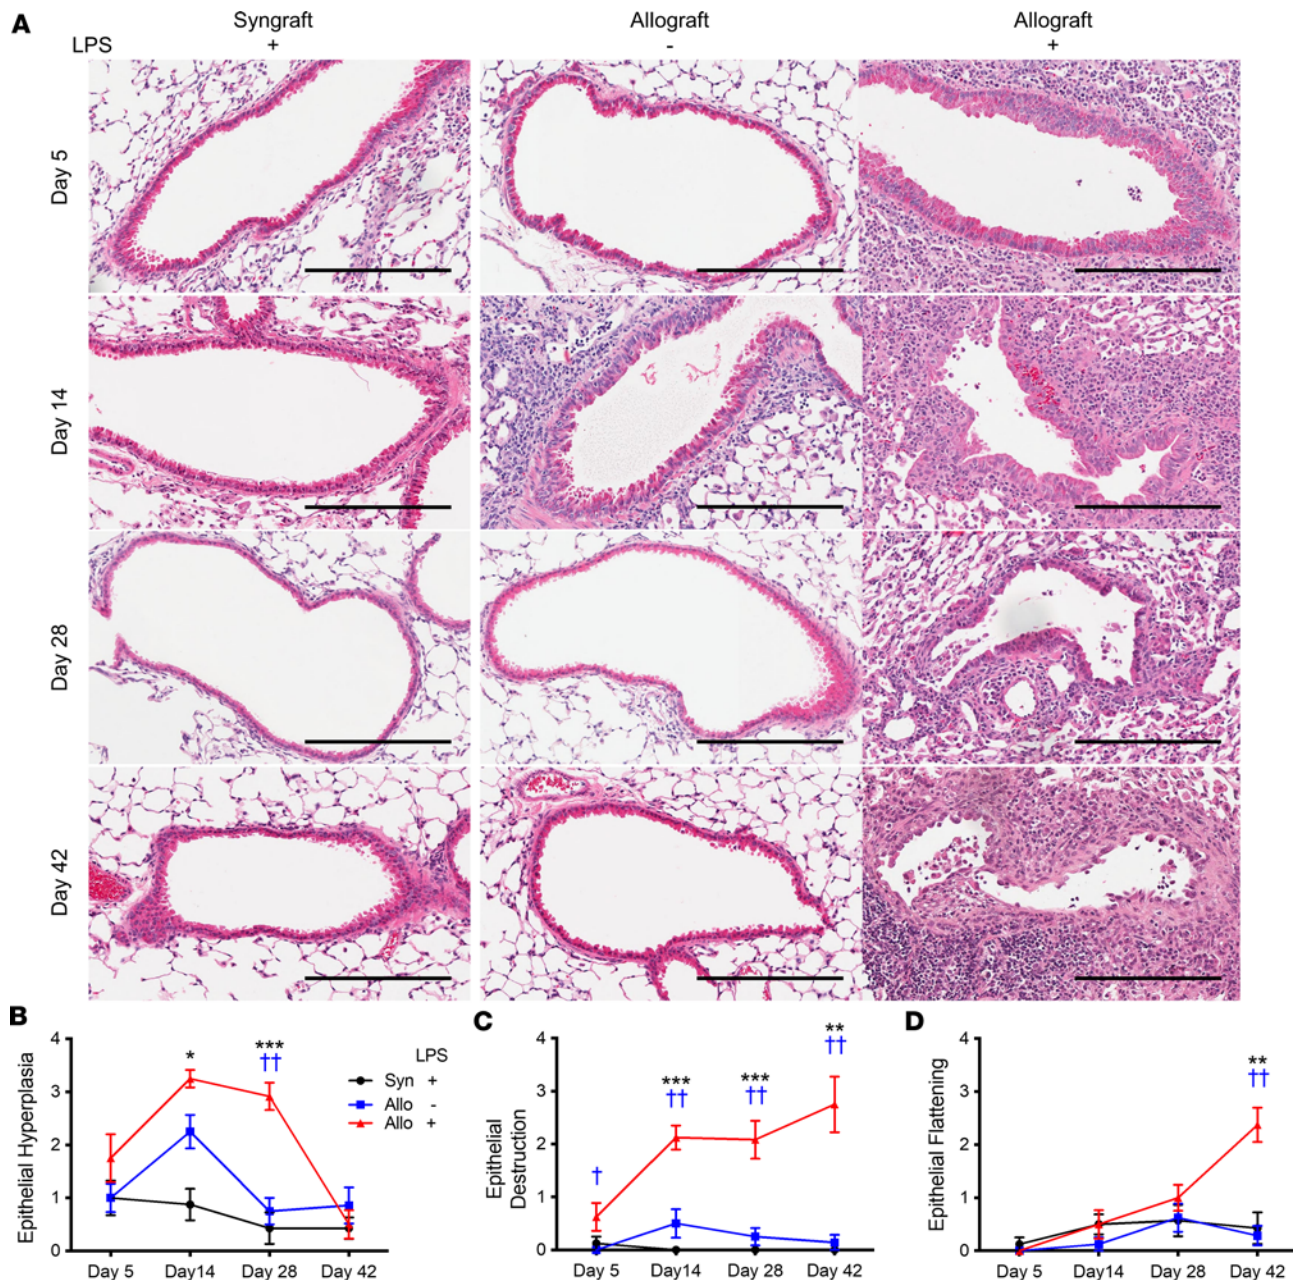 A
Syngraft Allograft Allograft
LPS + - +
Day 5
Day 14
Day 28
Day 42
B
Epithelial Hyperplasia
4
3
2
1
0
* *** ††
LPS
Syn +
Allo -
Allo +
Day 5 Day14 Day 28 Day 42
C
Epithelial
Destruction
4
3
2
1
0
† *** †† *** †† ** ††
Day 5 Day14 Day 28 Day 42
D
Epithelial Flattening
4
3
2
1
0
** ††
Day 5 Day 14 Day 28 Day 42